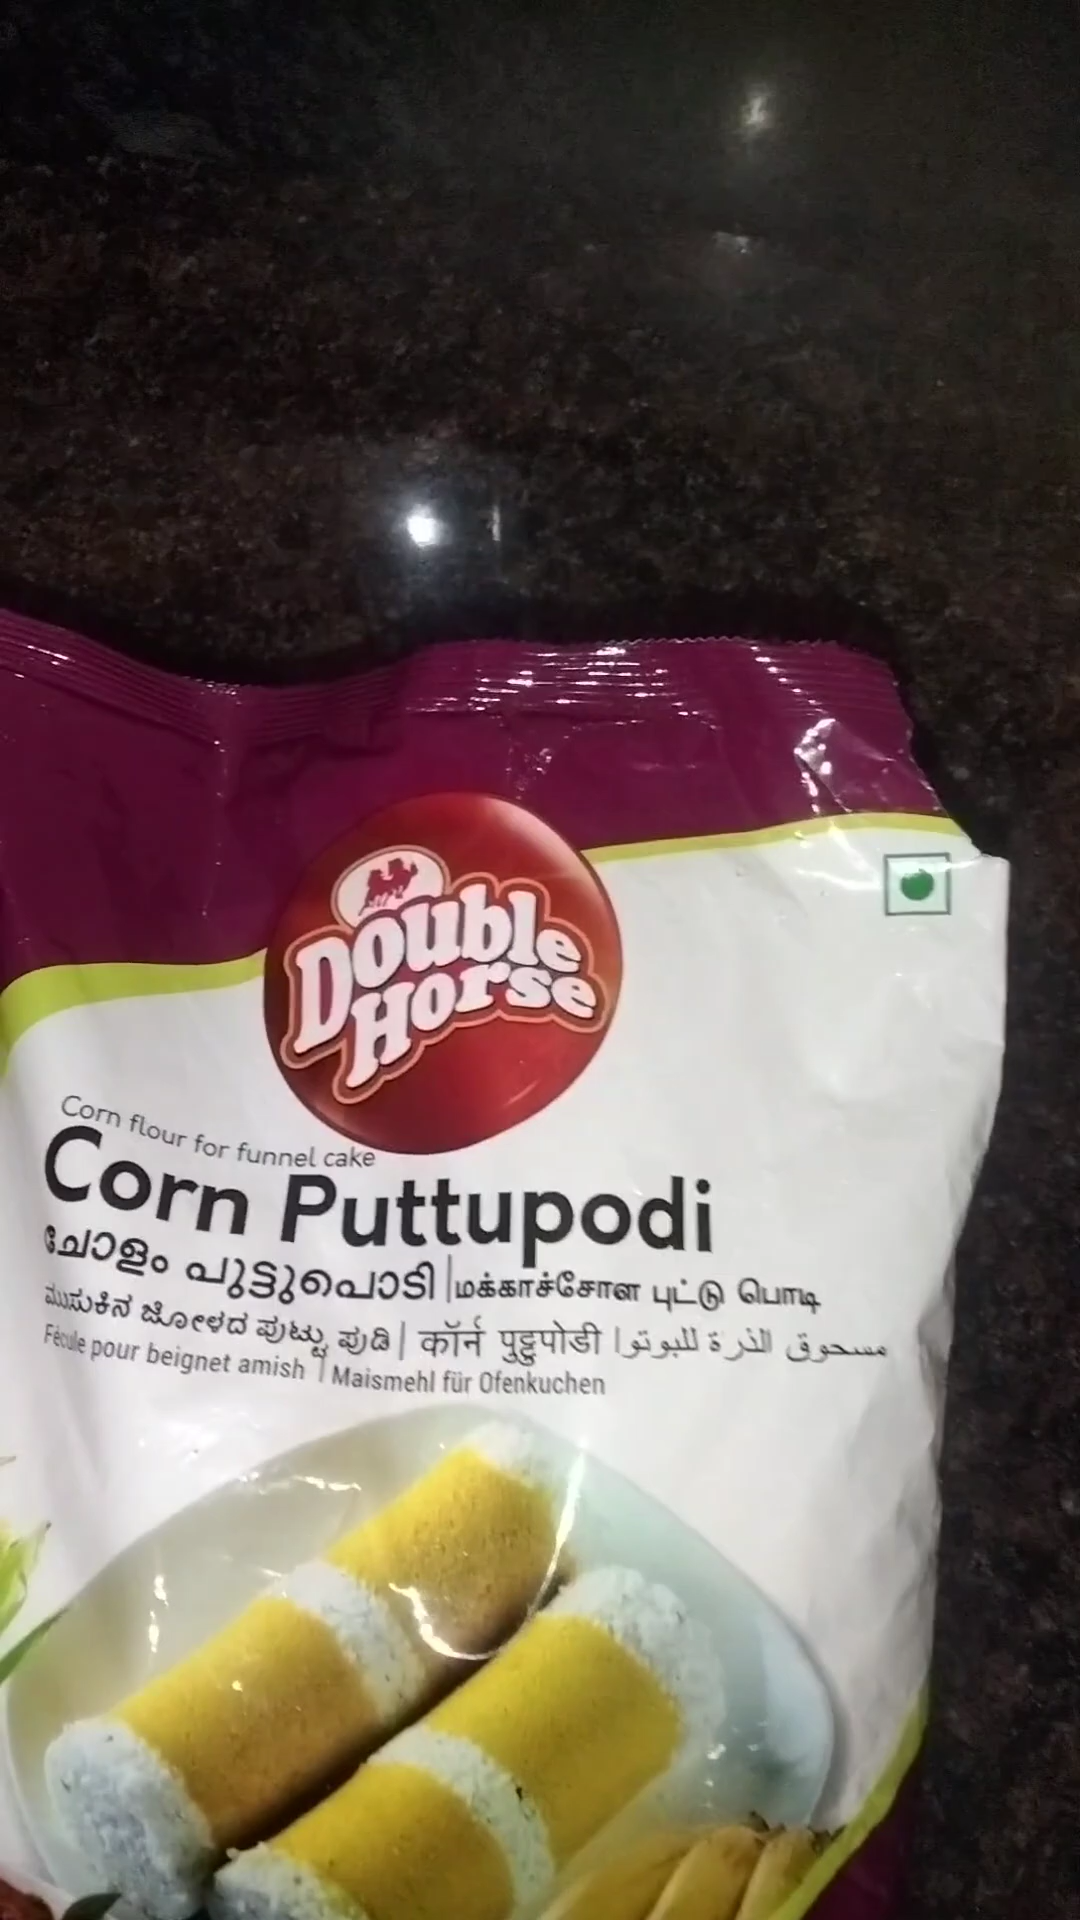 Double
Horse
Corn flour for funnel cake
Corn Puttupodi
ചോളം പുട്ടുപൊടി | மக்காச்சோள புட்டு பொடி
ಮುಸುಕಿನ ಜೋಳದ ಪುಟ್ಟು ಪುಡಿ | कॉर्न पुट्टुपोडी | مسحوق الذرة للبوتو
Fécule pour beignet amish | Maismehl für Ofenkuchen